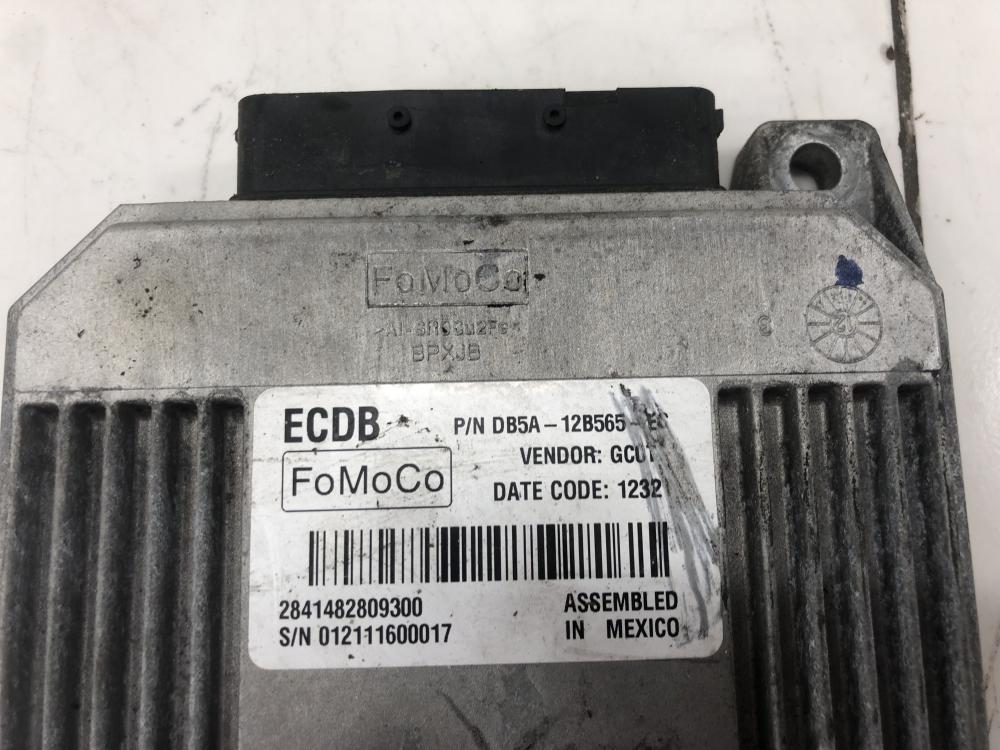 FoMoCo
BPXJB
ECDB
P/N DB5A-12B565-
FoMoCo
VENDOR:
DATE CODE: 1232
2841482809300
S/N 012111600017
ASSEMBLED
IN MEXICO